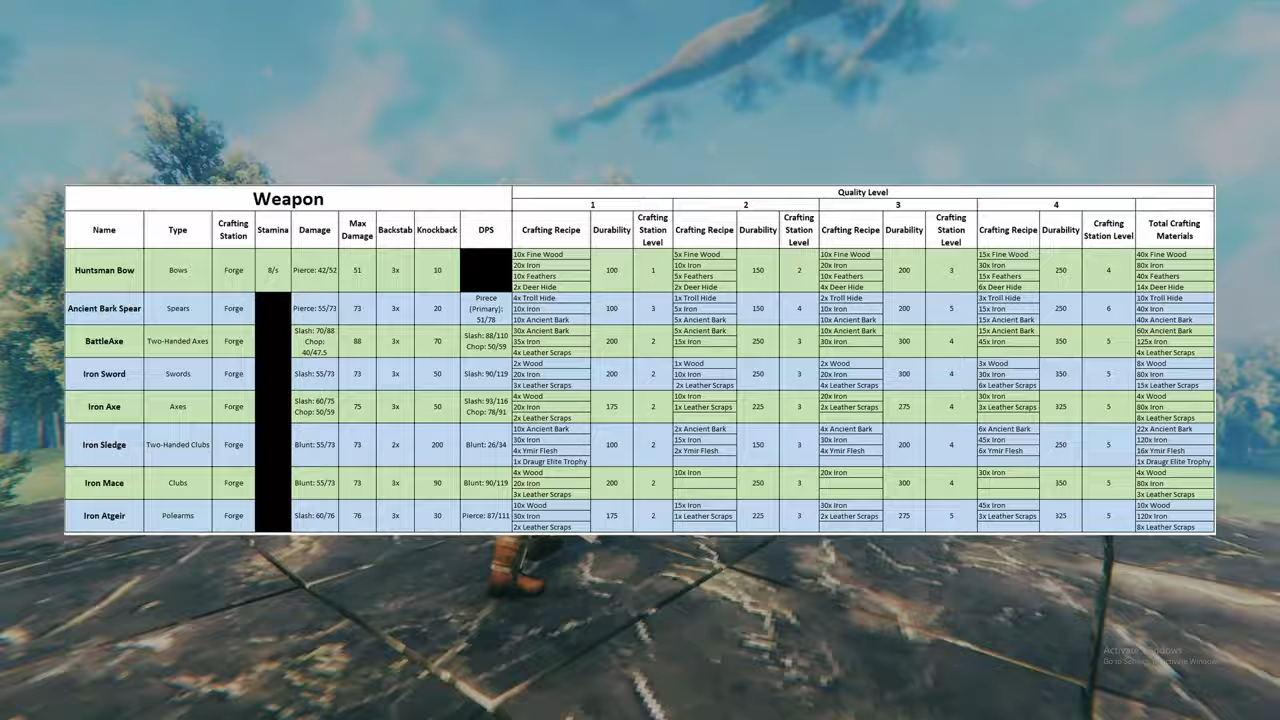 Weapon Quality Level
1 2 3 4
Name Type Crafting Station Stamina Damage Max Damage Backstab Knockback DPS Crafting Recipe Durability Crafting Station Level Crafting Recipe Durability Crafting Station Level Crafting Recipe Durability Crafting Station Level Crafting Recipe Durability Crafting Station Level Total Crafting Materials
Huntsman Bow Bows Forge 8/s Pierce: 42/52 51 3x 10 100 1 150 2 200 3 250 4
10x Fine Wood 5x Fine Wood 10x Fine Wood 15x Fine Wood 40x Fine Wood
20x Iron 10x Iron 20x Iron 30x Iron 80x Iron
10x Feathers 5x Feathers 10x Feathers 15x Feathers 40x Feathers
2x Deer Hide 2x Deer Hide 4x Deer Hide 6x Deer Hide 14x Deer Hide
Ancient Bark Spear Spears Forge Pierce: 55/73 73 3x 20 Pirece (Primary): 51/78 100 3 150 4 200 5 250 6
4x Troll Hide 1x Troll Hide 2x Troll Hide 3x Troll Hide 10x Troll Hide
10x Iron 5x Iron 10x Iron 15x Iron 40x Iron
10x Ancient Bark 5x Ancient Bark 10x Ancient Bark 15x Ancient Bark 40x Ancient Bark
BattleAxe Two-Handed Axes Forge Slash: 70/88 Chop: 40/47.5 88 3x 70 Slash: 88/110 Chop: 50/59 200 2 250 3 300 4 350 5
30x Ancient Bark 5x Ancient Bark 10x Ancient Bark 15x Ancient Bark 60x Ancient Bark
35x Iron 15x Iron 30x Iron 45x Iron 125x Iron
4x Leather Scraps 4x Leather Scraps
Iron Sword Swords Forge Slash: 55/73 73 3x 50 Slash: 90/119 200 2 250 3 300 4 350 5
2x Wood 1x Wood 2x Wood 3x Wood 8x Wood
20x Iron 10x Iron 20x Iron 30x Iron 80x Iron
3x Leather Scraps 2x Leather Scraps 4x Leather Scraps 6x Leather Scraps 15x Leather Scraps
Iron Axe Axes Forge Slash: 60/75 Chop: 50/59 75 3x 50 Slash: 93/116 Chop: 78/91 175 2 225 3 275 4 325 5
4x Wood 10x Iron 20x Iron 30x Iron 4x Wood
20x Iron 1x Leather Scraps 2x Leather Scraps 3x Leather Scraps 80x Iron
2x Leather Scraps 8x Leather Scraps
Iron Sledge Two-Handed Clubs Forge Blunt: 55/73 73 2x 200 Blunt: 26/34 100 2 150 3 200 4 250 5
10x Ancient Bark 2x Ancient Bark 4x Ancient Bark 6x Ancient Bark 22x Ancient Bark
30x Iron 15x Iron 30x Iron 45x Iron 120x Iron
4x Ymir Flesh 2x Ymir Flesh 4x Ymir Flesh 6x Ymir Flesh 16x Ymir Flesh
1x Draugr Elite Trophy 1x Draugr Elite Trophy
Iron Mace Clubs Forge Blunt: 55/73 73 3x 90 Blunt: 90/119 200 2 250 3 300 4 350 5
4x Wood 10x Iron 20x Iron 30x Iron 4x Wood
20x Iron 80x Iron
3x Leather Scraps 3x Leather Scraps
Iron Atgeir Polearms Forge Slash: 60/76 76 3x 30 Pierce: 87/111 175 2 225 3 275 5 325 5
10x Wood 15x Iron 30x Iron 45x Iron 10x Wood
30x Iron 1x Leather Scraps 2x Leather Scraps 3x Leather Scraps 120x Iron
2x Leather Scraps 8x Leather Scraps
Activate Windows
Go to Settings to Activate Window